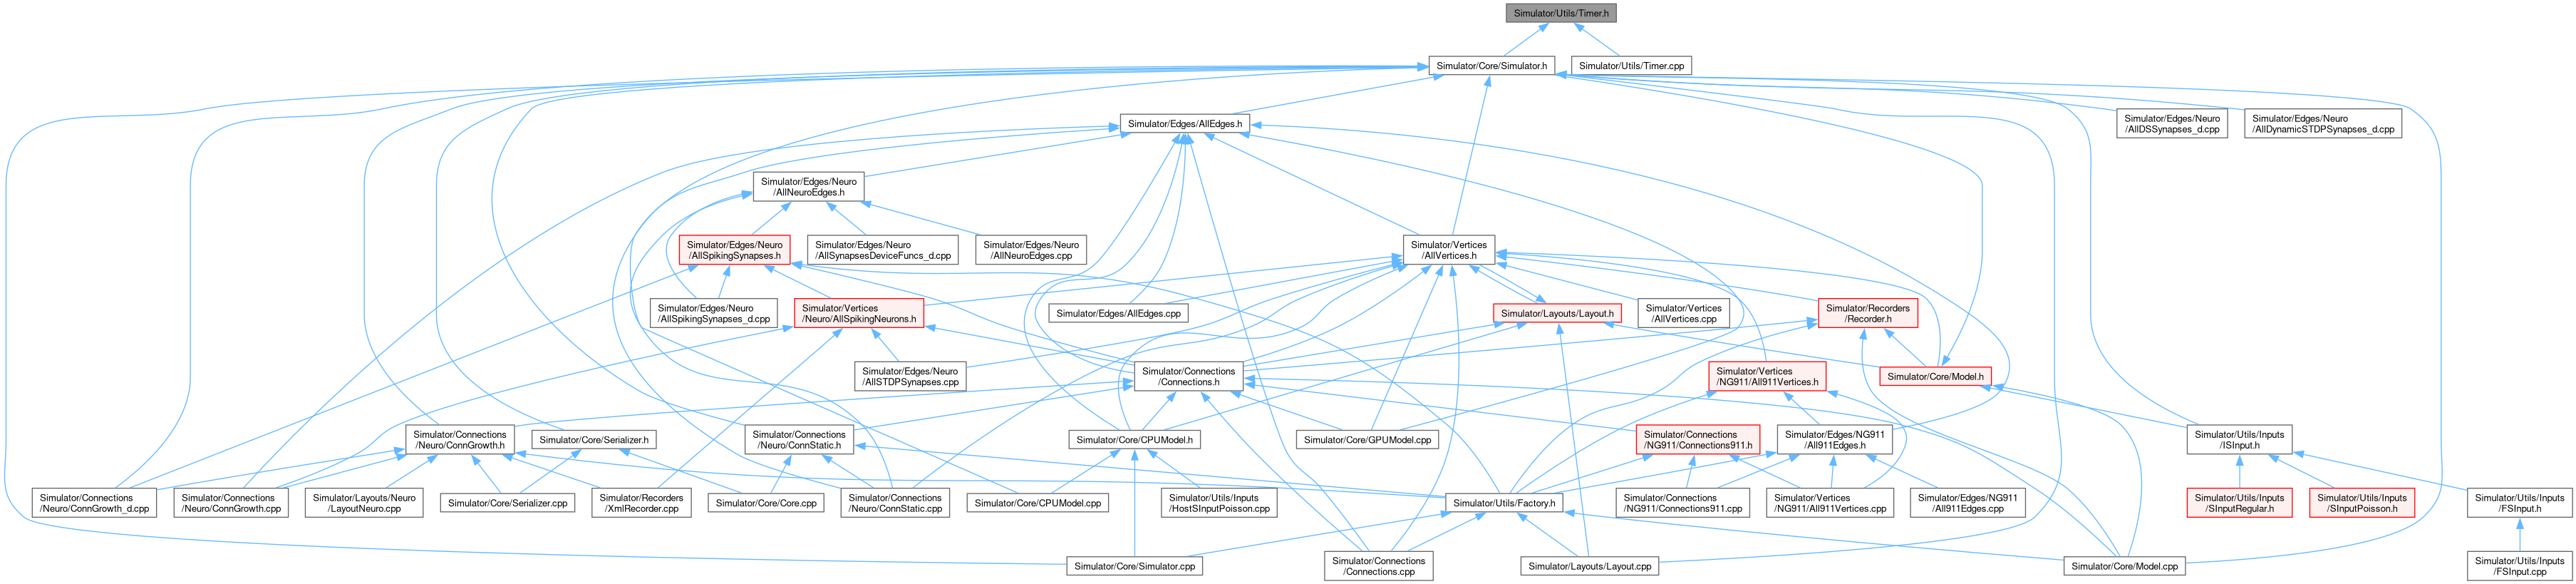 Simulator/Utils/Timer.h
Simulator/Core/Simulator.h
Simulator/Utils/Timer.cpp
Simulator/Edges/AllEdges.h
Simulator/Edges/Neuro
/AllDSSynapses_d.cpp
Simulator/Edges/Neuro
/AllDynamicSTDPSynapses_d.cpp
Simulator/Edges/Neuro
/AllNeuroEdges.h
Simulator/Edges/Neuro
/AllSpikingSynapses.h
Simulator/Edges/Neuro
/AllSynapsesDeviceFuncs_d.cpp
Simulator/Edges/Neuro
/AllNeuroEdges.cpp
Simulator/Vertices
/AllVertices.h
Simulator/Edges/Neuro
/AllSpikingSynapses_d.cpp
Simulator/Vertices
/Neuro/AllSpikingNeurons.h
Simulator/Edges/AllEdges.cpp
Simulator/Layouts/Layout.h
Simulator/Vertices
/AllVertices.cpp
Simulator/Recorders
/Recorder.h
Simulator/Edges/Neuro
/AllSTDPSynapses.cpp
Simulator/Connections
/Connections.h
Simulator/Vertices
/NG911/All911Vertices.h
Simulator/Core/Model.h
Simulator/Connections
/Neuro/ConnGrowth.h
Simulator/Core/Serializer.h
Simulator/Connections
/Neuro/ConnStatic.h
Simulator/Core/CPUModel.h
Simulator/Core/GPUModel.cpp
Simulator/Connections
/NG911/Connections911.h
Simulator/Edges/NG911
/All911Edges.h
Simulator/Utils/Inputs
/ISInput.h
Simulator/Connections
/Neuro/ConnGrowth_d.cpp
Simulator/Connections
/Neuro/ConnGrowth.cpp
Simulator/Layouts/Neuro
/LayoutNeuro.cpp
Simulator/Core/Serializer.cpp
Simulator/Recorders
/XmlRecorder.cpp
Simulator/Core/Core.cpp
Simulator/Connections
/Neuro/ConnStatic.cpp
Simulator/Core/CPUModel.cpp
Simulator/Utils/Inputs
/HostSInputPoisson.cpp
Simulator/Utils/Factory.h
Simulator/Connections
/NG911/Connections911.cpp
Simulator/Vertices
/NG911/All911Vertices.cpp
Simulator/Edges/NG911
/All911Edges.cpp
Simulator/Utils/Inputs
/SInputRegular.h
Simulator/Utils/Inputs
/SInputPoisson.h
Simulator/Utils/Inputs
/FSInput.h
Simulator/Core/Simulator.cpp
Simulator/Connections
/Connections.cpp
Simulator/Layouts/Layout.cpp
Simulator/Core/Model.cpp
Simulator/Utils/Inputs
/FSInput.cpp